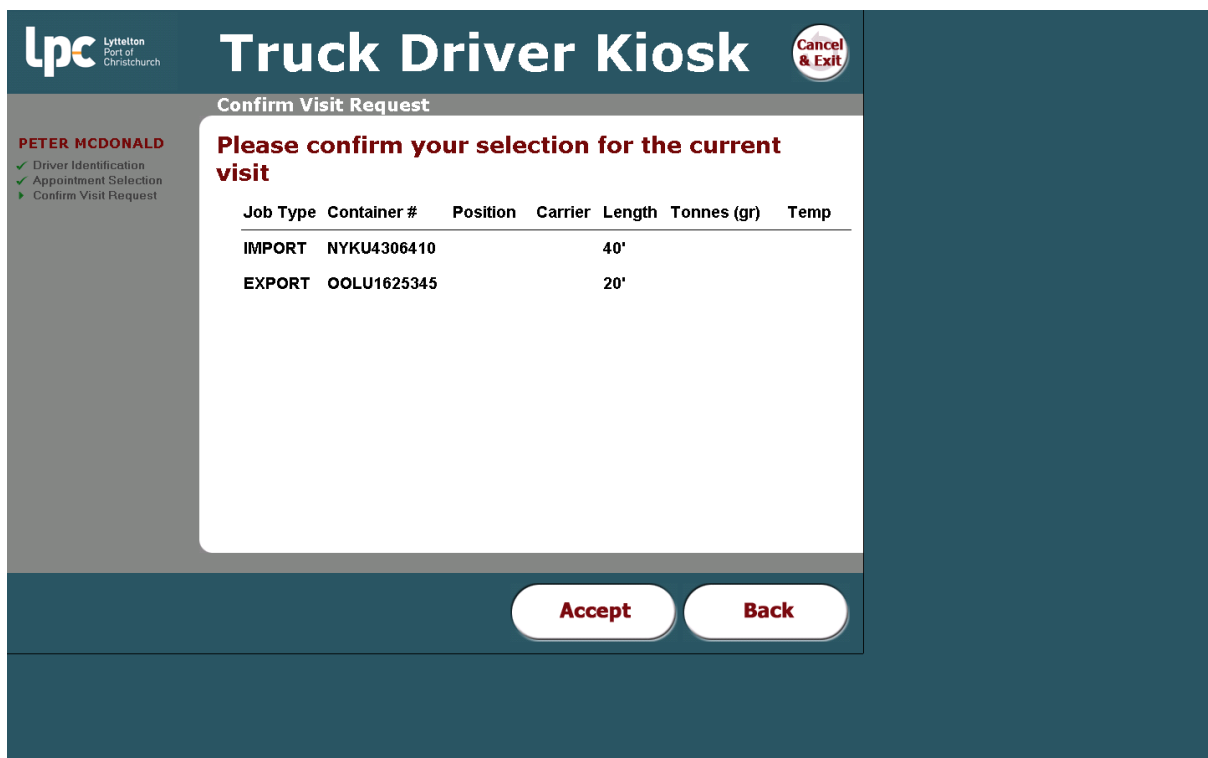 lpc Lyttelton
Port of
Christchurch
Truck Driver Kiosk
Cancel
& Exit
Confirm Visit Request
PETER MCDONALD
Driver Identification
Appointment Selection
Confirm Visit Request
Please confirm your selection for the current
visit
Job Type Container # Position Carrier Length Tonnes (gr) Temp
IMPORT NYKU4306410 40'
EXPORT OOLU1625345 20'
Accept Back